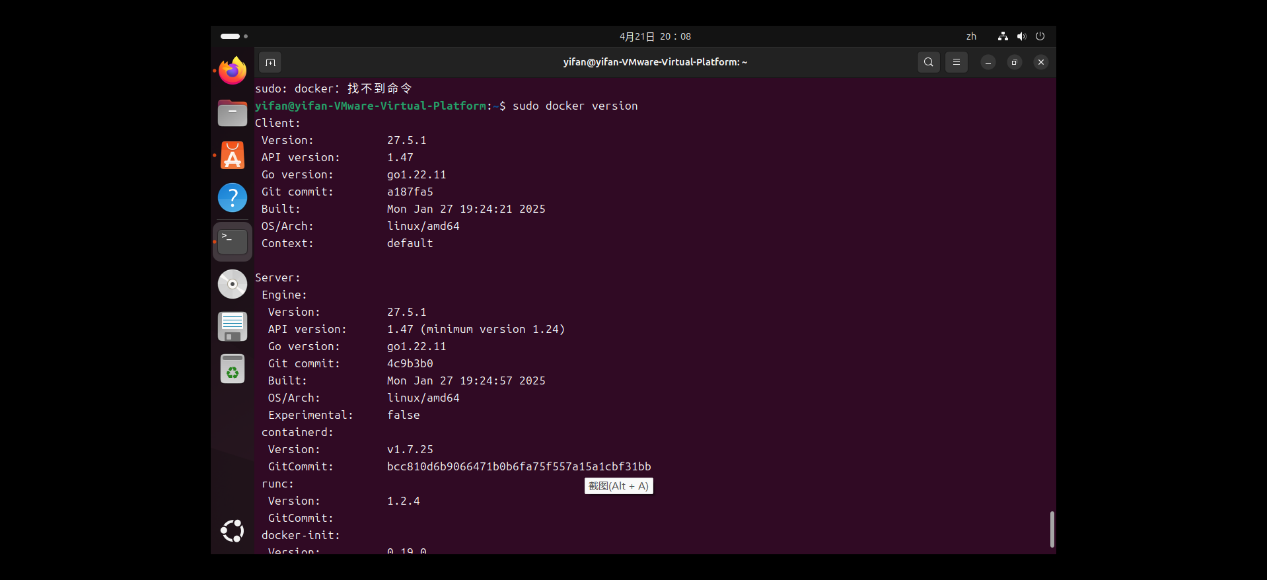 4月21日 20：08
zh
yifan@yifan-VMware-Virtual-Platform: ~
sudo: docker: 找不到命令
yifan@yifan-VMware-Virtual-Platform:~$ sudo docker version
Client:
Version: 27.5.1
API version: 1.47
Go version: go1.22.11
Git commit: a187fa5
Built: Mon Jan 27 19:24:21 2025
OS/Arch: linux/amd64
Context: default
Server:
Engine:
Version: 27.5.1
API version: 1.47 (minimum version 1.24)
Go version: go1.22.11
Git commit: 4c9b3b0
Built: Mon Jan 27 19:24:57 2025
OS/Arch: linux/amd64
Experimental: false
containerd:
Version: v1.7.25
GitCommit: bcc810d6b9066471b0b6fa75f557a15a1cbf31bb
截图(Alt + A)
runc:
Version: 1.2.4
GitCommit:
docker-init:
Version: 0.19.0